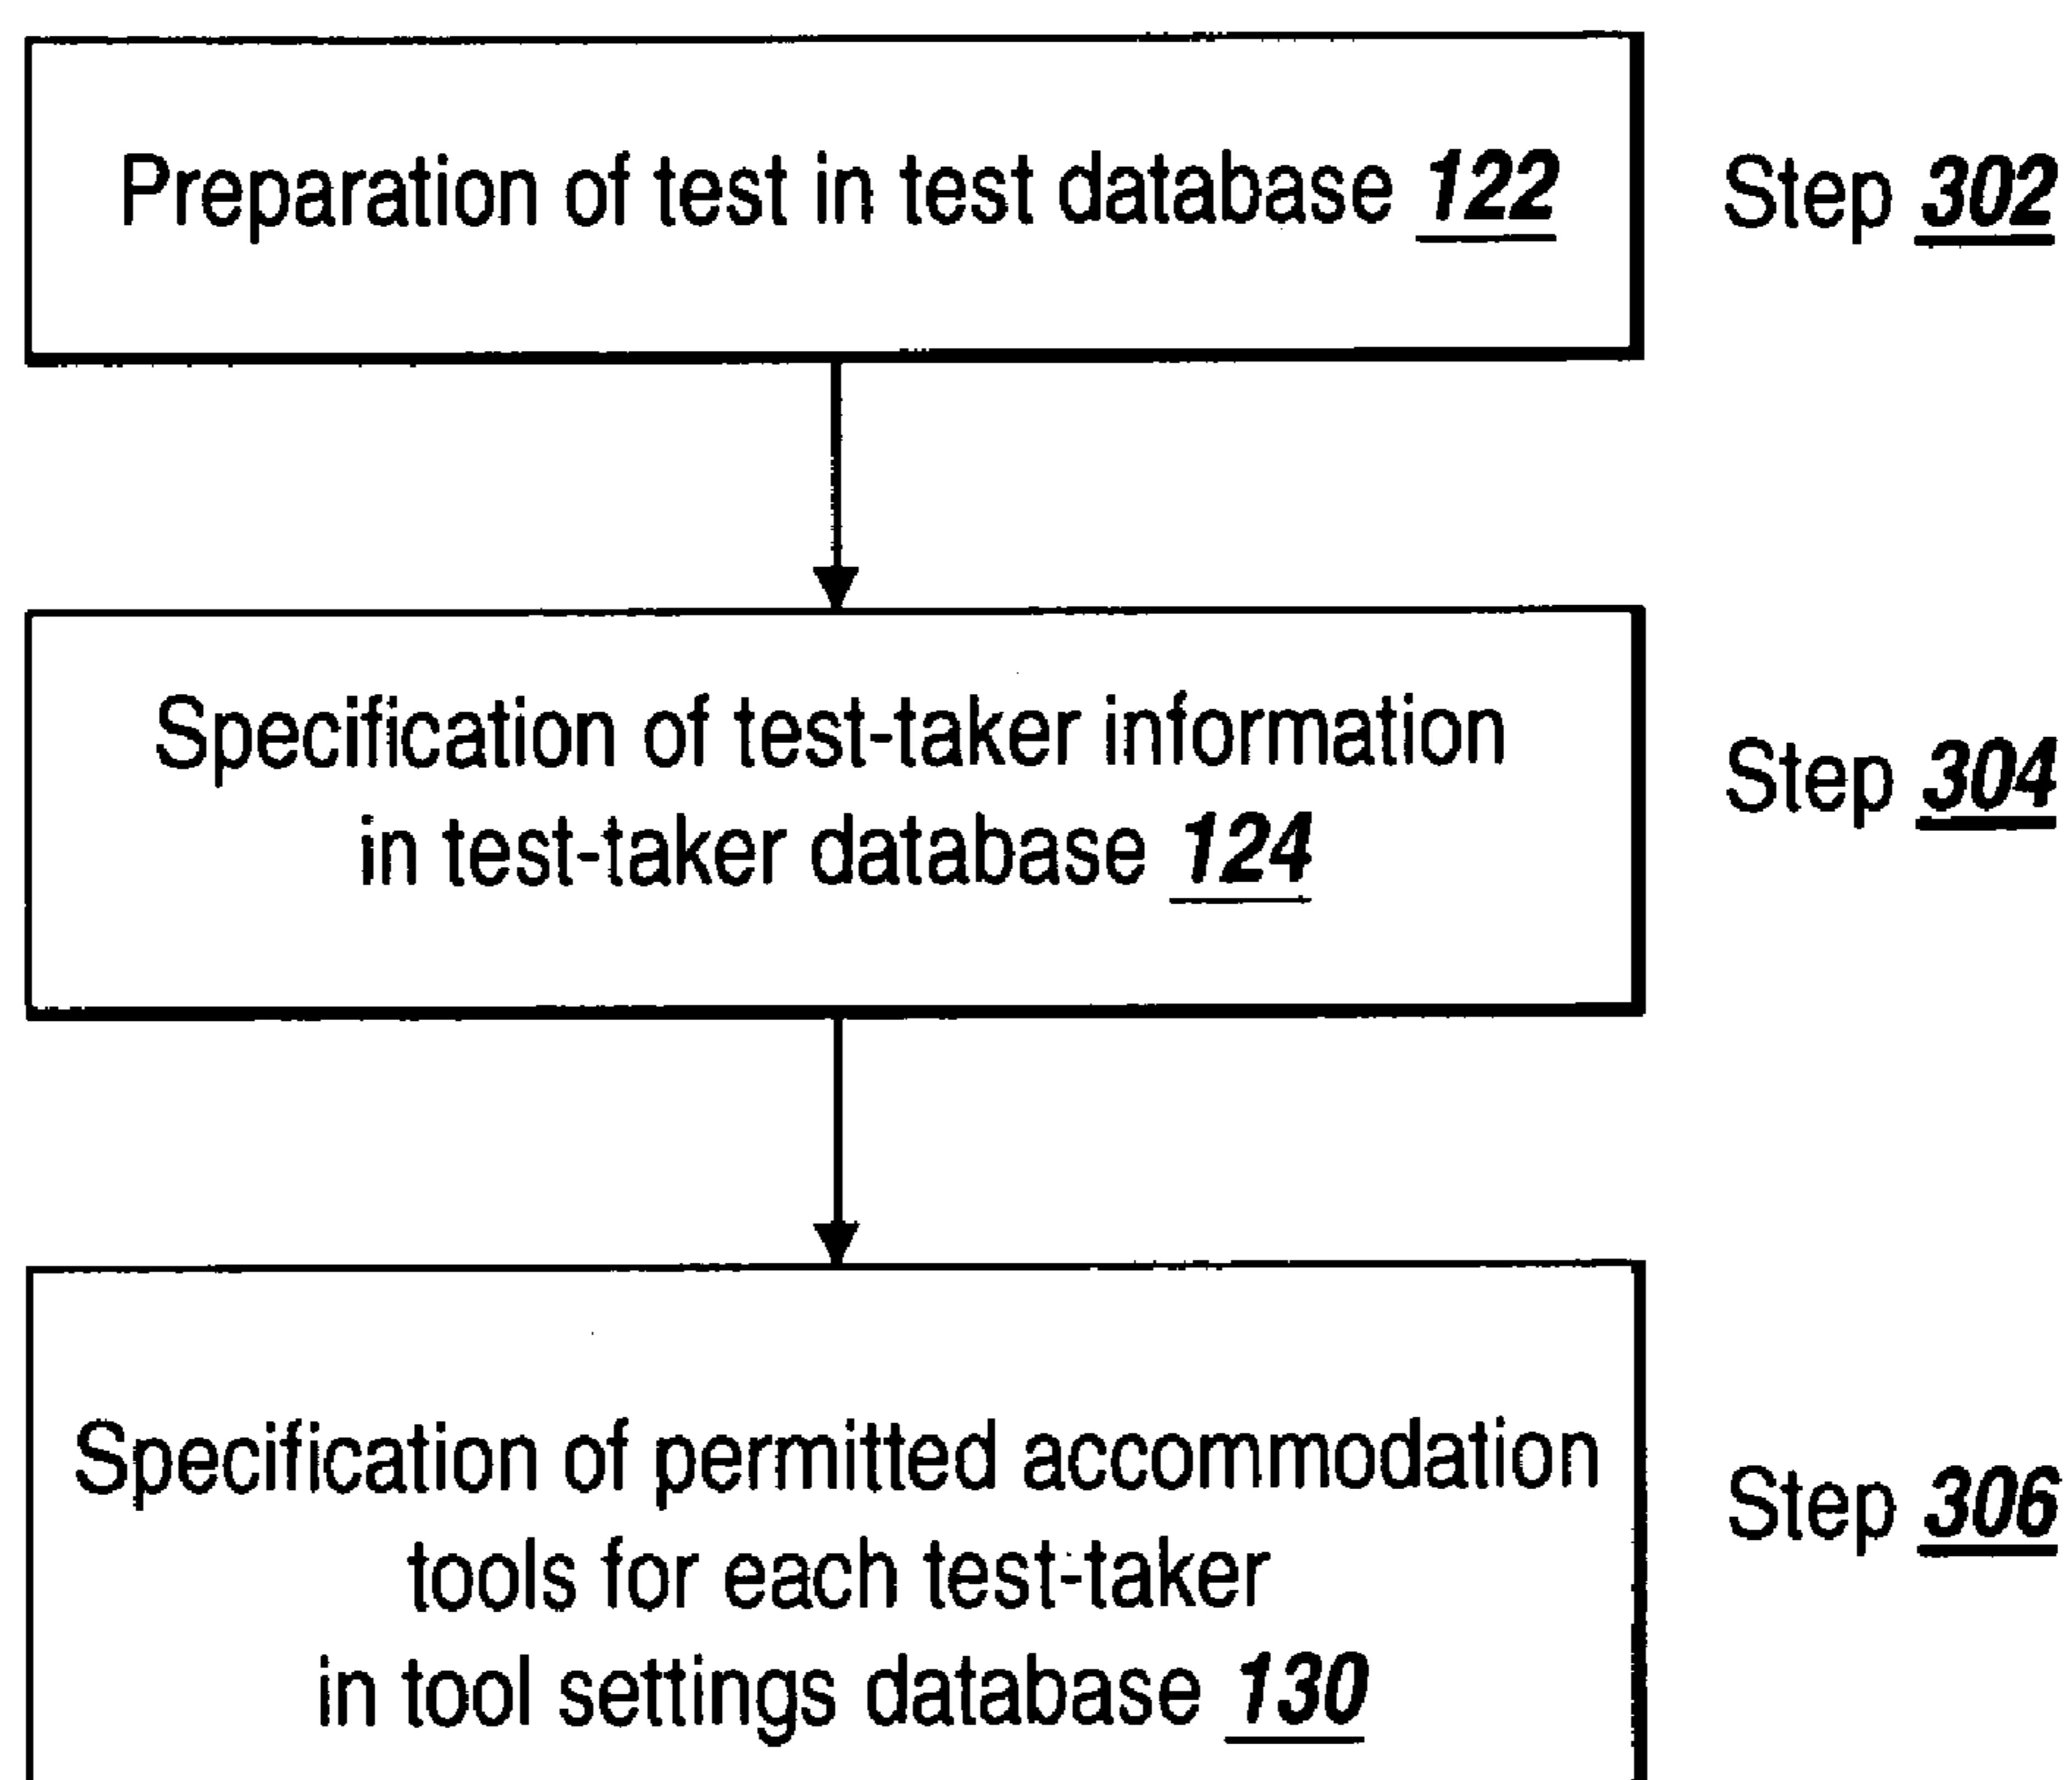 Preparation of test in test database 122
Step 302
Specification of test-taker information
in test-taker database 124
Step 304
Specification of permitted accommodation
tools for each test-taker
in tool settings database 130
Step 306